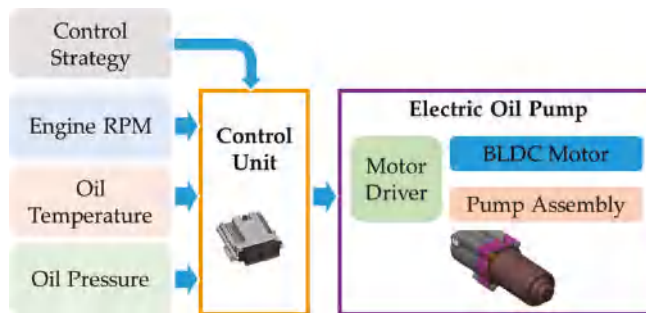 Control
Strategy
Engine RPM
Oil
Temperature
Oil Pressure
Control
Unit
Electric Oil Pump
Motor
Driver
BLDC Motor
Pump Assembly